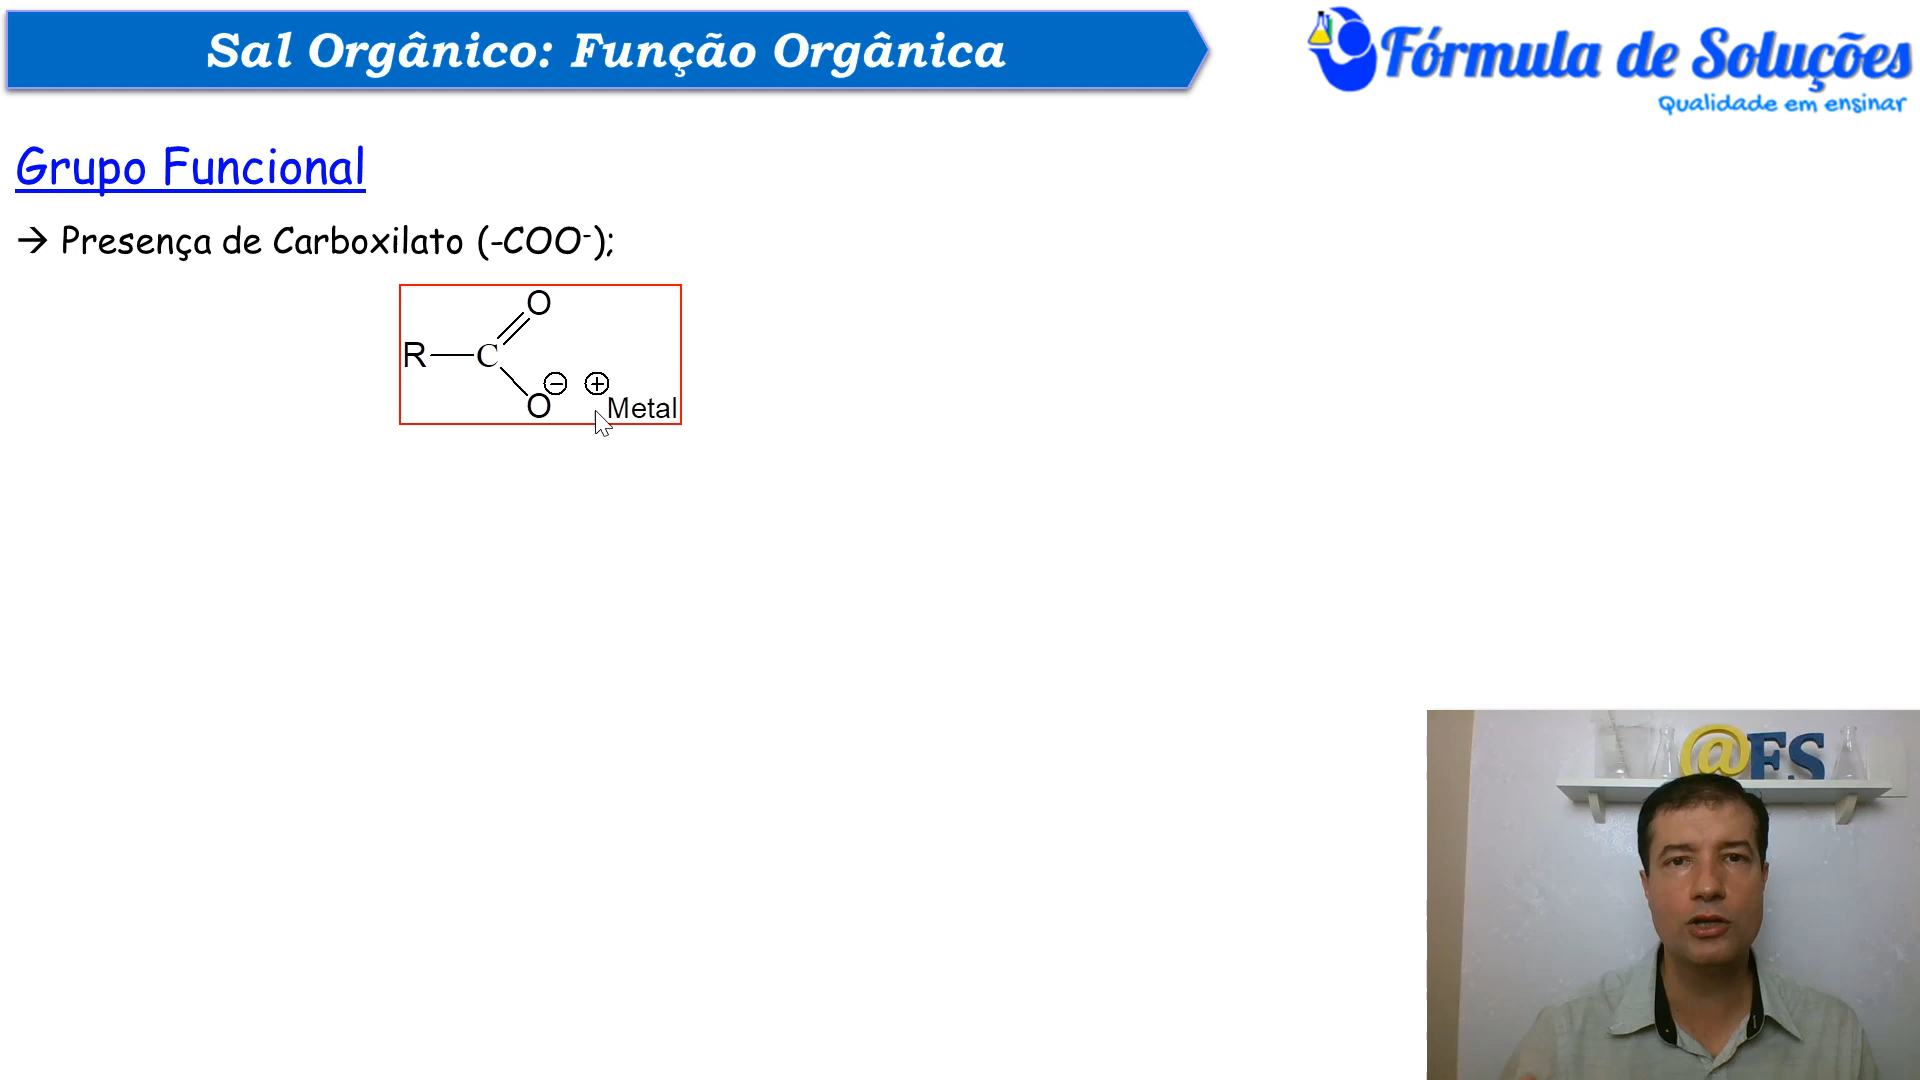 Sal Orgânico: Função Orgânica
Fórmula de Soluções
Qualidade em ensinar
Grupo Funcional
→ Presença de Carboxilato (-COO⁻);
O
R C
⊖ ⊕
O Metal
@FS